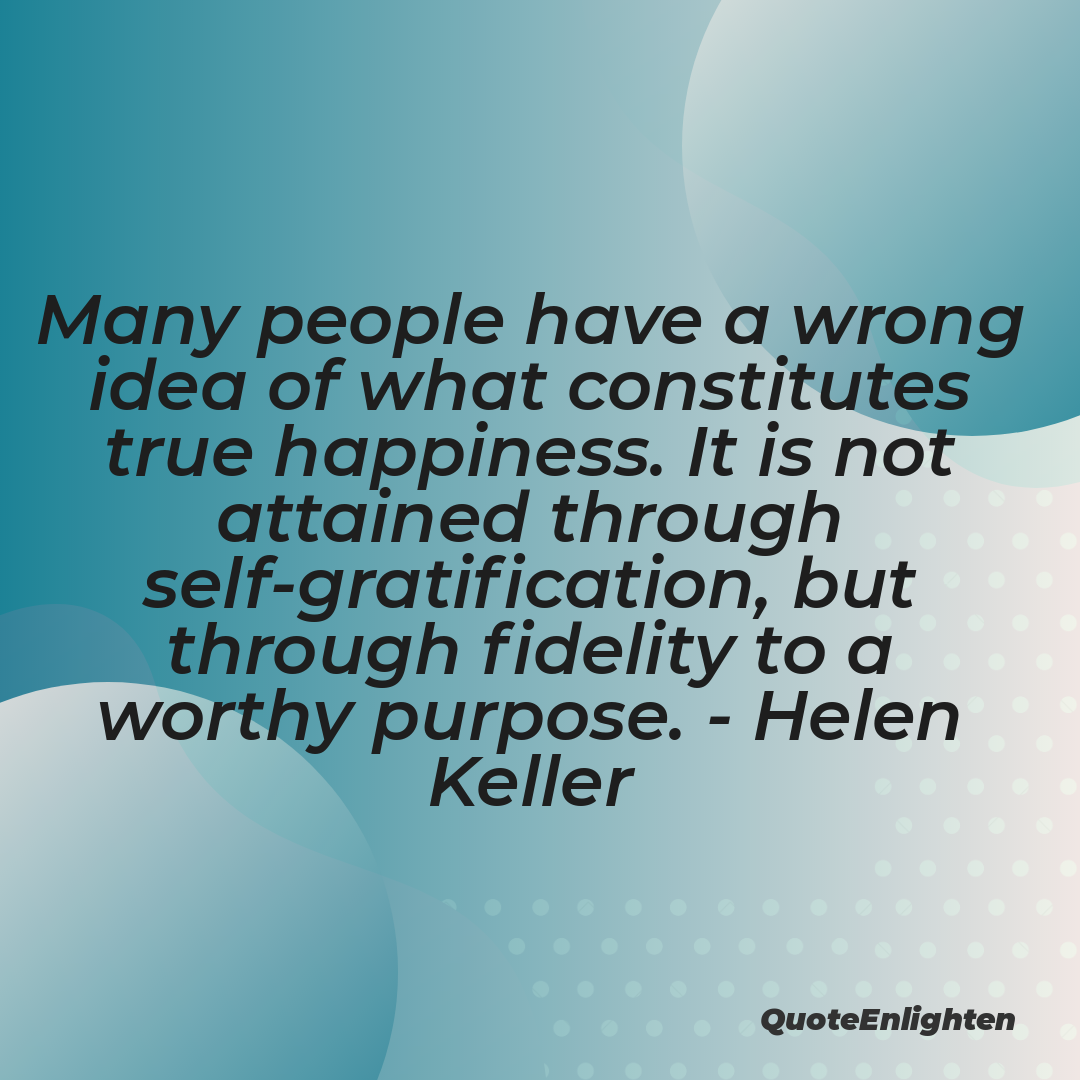 Many people have a wrong
idea of what constitutes
true happiness. It is not
attained through
self-gratification, but
through fidelity to a
worthy purpose. - Helen
Keller
QuoteEnlighten